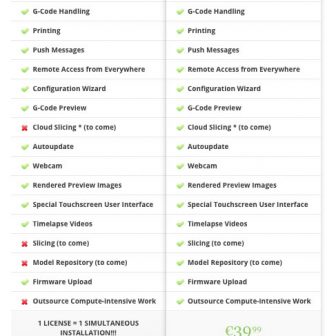 G-Code Handling G-Code Handling
Printing Printing
Push Messages Push Messages
Remote Access from Everywhere Remote Access from Everywhere
Configuration Wizard Configuration Wizard
G-Code Preview G-Code Preview
Cloud Slicing * (to come) Cloud Slicing * (to come)
Autoupdate Autoupdate
Webcam Webcam
Rendered Preview Images Rendered Preview Images
Special Touchscreen User Interface Special Touchscreen User Interface
Timelapse Videos Timelapse Videos
Slicing (to come) Slicing (to come)
Model Repository (to come) Model Repository (to come)
Firmware Upload Firmware Upload
Outsource Compute-intensive Work Outsource Compute-intensive Work
1 LICENSE = 1 SIMULTANEOUS
INSTALLATION!!!
€39,99